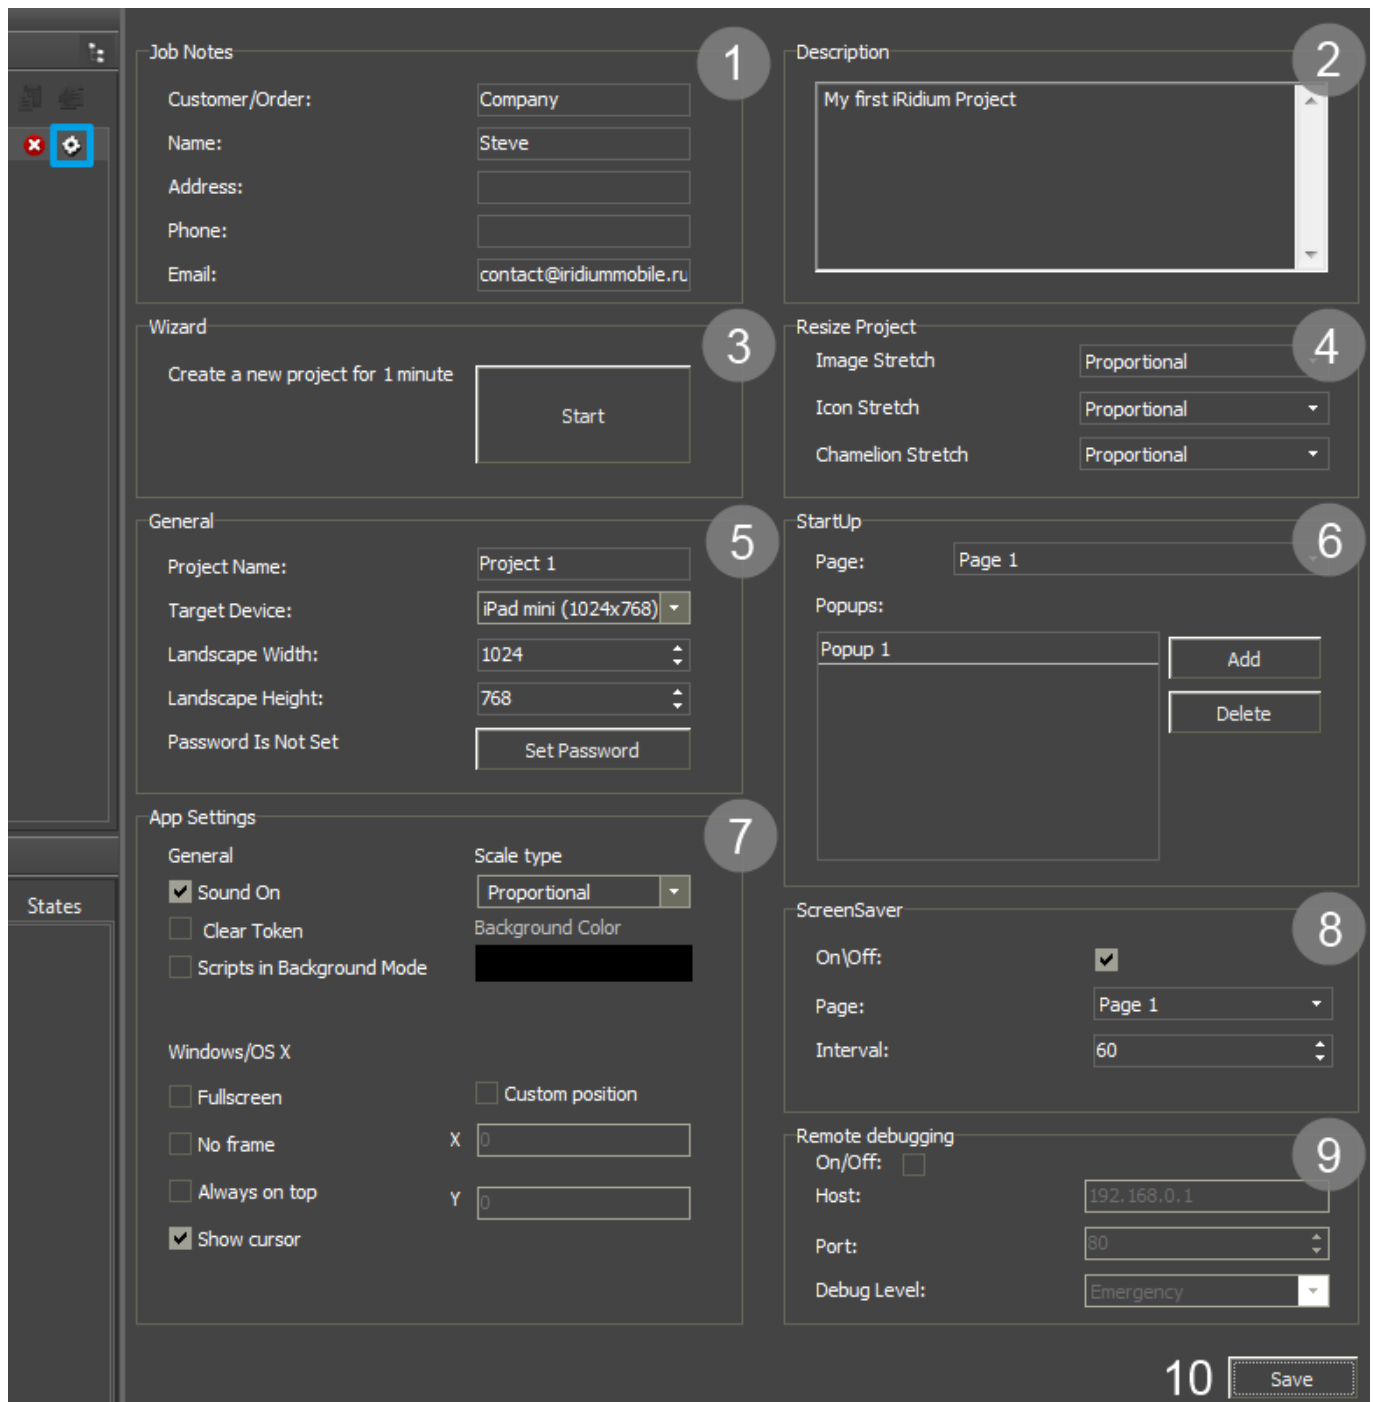 Job Notes
1
Customer/Order:
Company
Name:
Steve
Address:
Phone:
Email:
contact@iridiummobile.ru
Description
2
My first iRidium Project
Wizard
3
Create a new project for 1 minute
Start
Resize Project
4
Image Stretch
Proportional
Icon Stretch
Proportional
Chamelion Stretch
Proportional
General
5
Project Name:
Project 1
Target Device:
iPad mini (1024x768)
Landscape Width:
1024
Landscape Height:
768
Password Is Not Set
Set Password
StartUp
6
Page:
Page 1
Popups:
Popup 1
Add
Delete
App Settings
7
General
Scale type
Sound On
Proportional
Clear Token
Background Color
Scripts in Background Mode
Windows/OS X
Fullscreen
Custom position
No frame
X
0
Always on top
Y
0
Show cursor
States
ScreenSaver
8
On\Off:
Page:
Page 1
Interval:
60
Remote debugging
9
On/Off:
Host:
192.168.0.1
Port:
80
Debug Level:
Emergency
10
Save